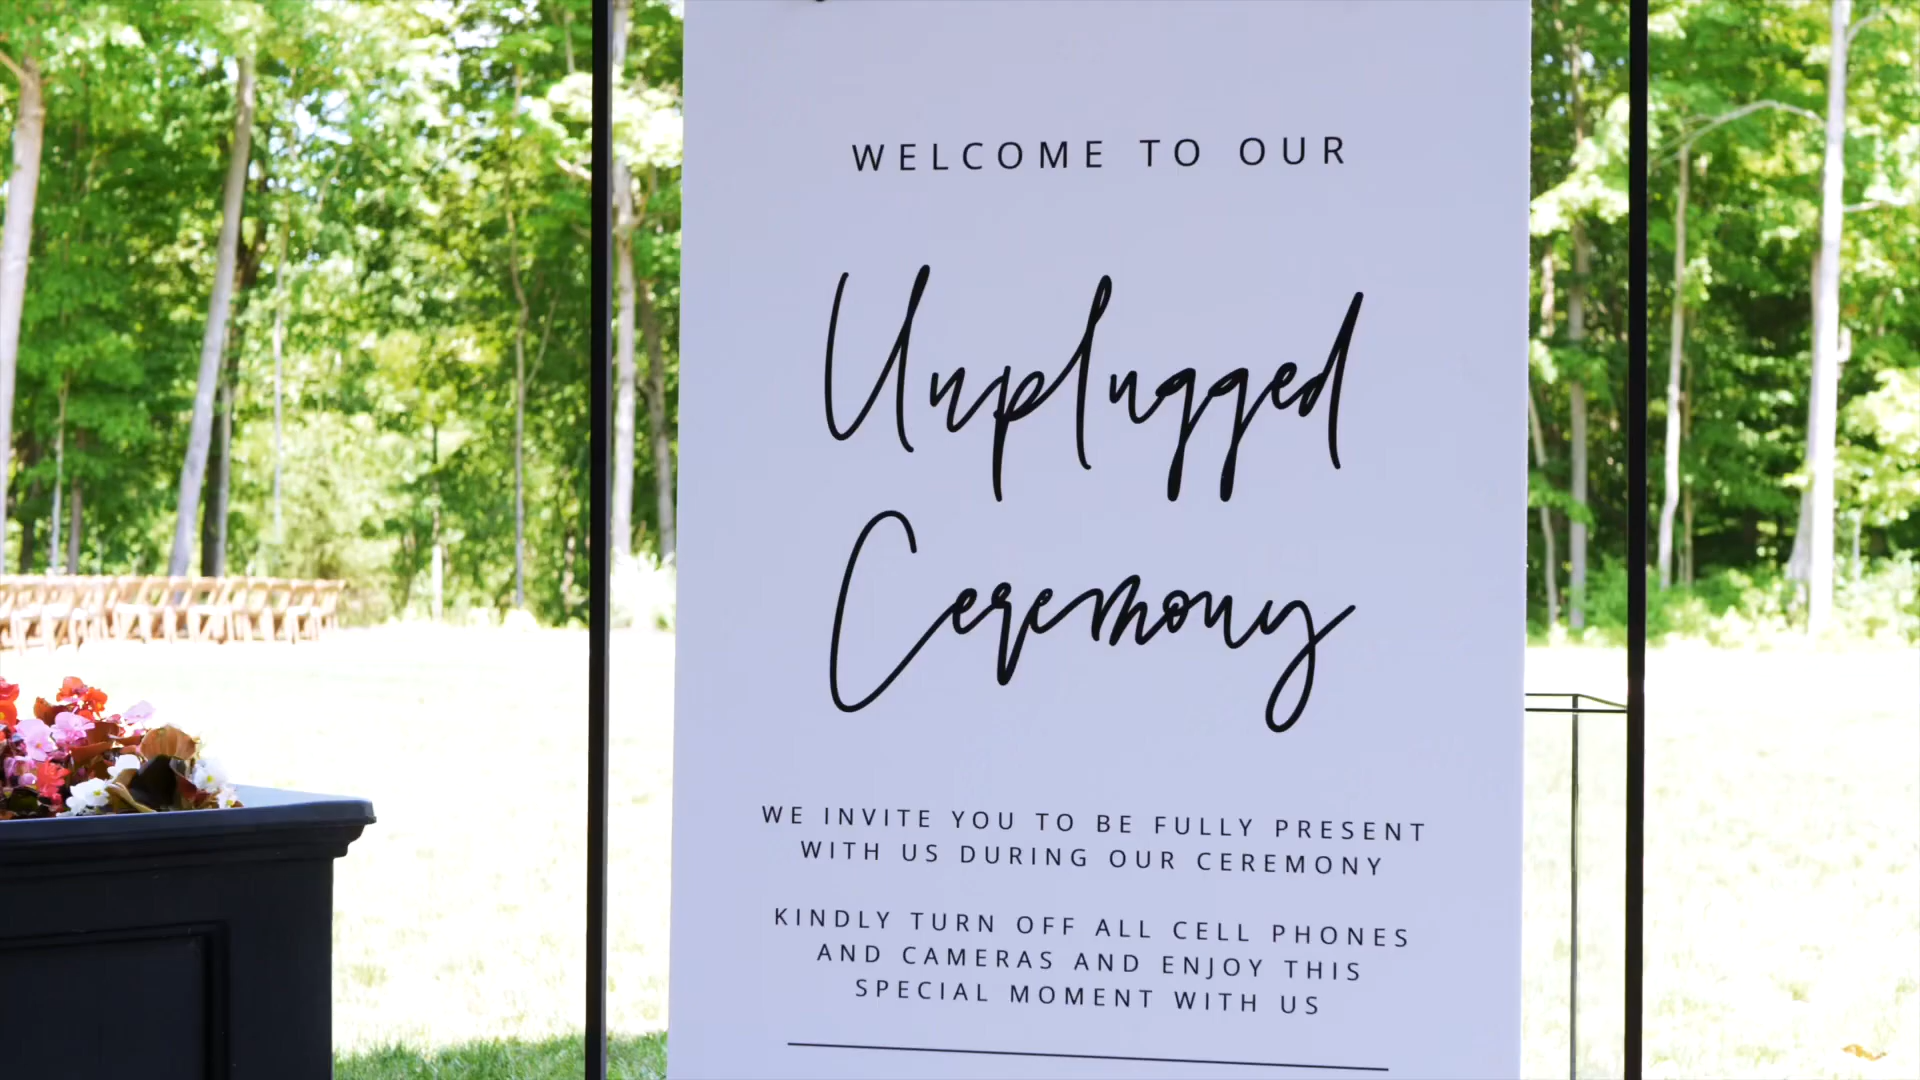 WELCOME TO OUR
Unplugged
Ceremony
WE INVITE YOU TO BE FULLY PRESENT
WITH US DURING OUR CEREMONY
KINDLY TURN OFF ALL CELL PHONES
AND CAMERAS AND ENJOY THIS
SPECIAL MOMENT WITH US